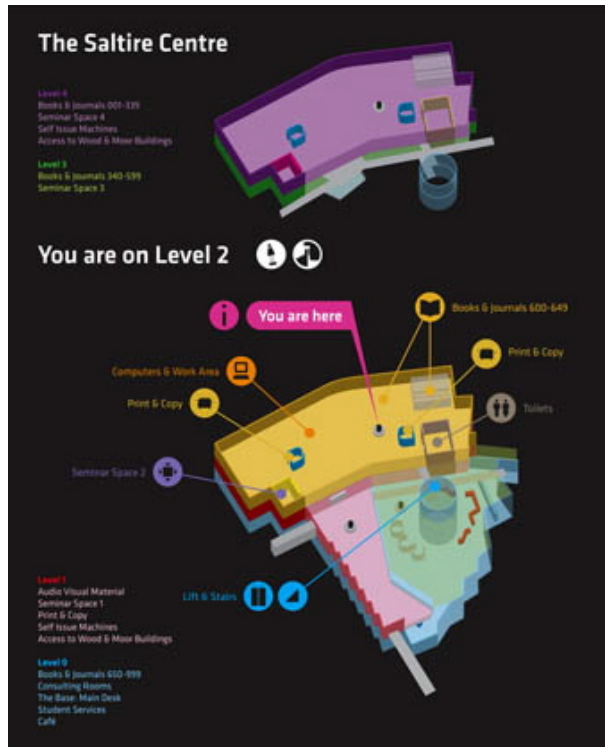 The Saltire Centre
Level 4
Books & Journals 001-339
Seminar Space 4
Self Issue Machines
Access to Wood & Moor Buildings
Level 3
Books & Journals 340-599
Seminar Space 3
You are on Level 2
You are here
Books & Journals 600-649
Computers & Work Area
Print & Copy
Print & Copy
Toilets
Seminar Space 2
Lift & Stairs
Level 1
Audio Visual Material
Seminar Space 1
Print & Copy
Self Issue Machines
Access to Wood & Moor Buildings
Level 0
Books & Journals 650-999
Consulting Rooms
The Base: Main Desk
Student Services
Café